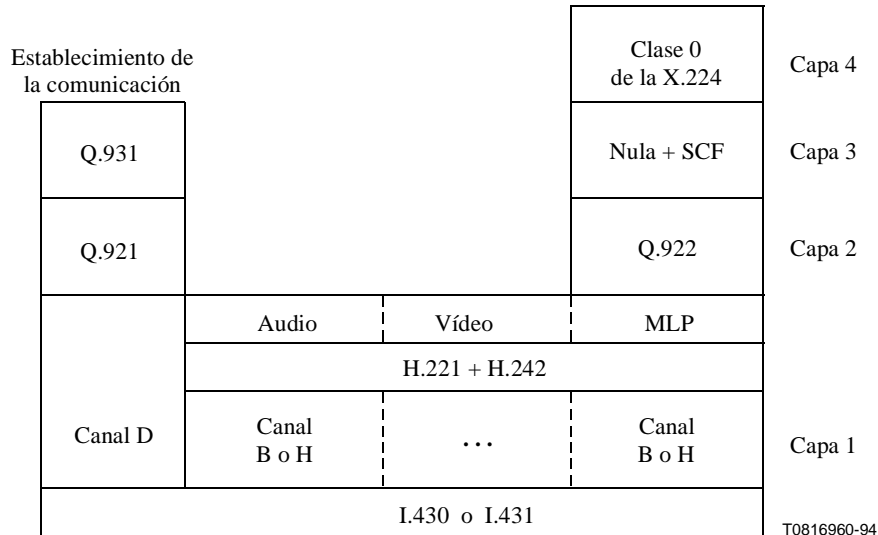 Establecimiento de
la comunicación
Clase 0
de la X.224
Capa 4
Q.931
Nula + SCF
Capa 3
Q.921
Q.922
Capa 2
Audio
Vídeo
MLP
H.221 + H.242
Canal D
Canal
B o H
...
Canal
B o H
Capa 1
I.430 o I.431
T0816960-94